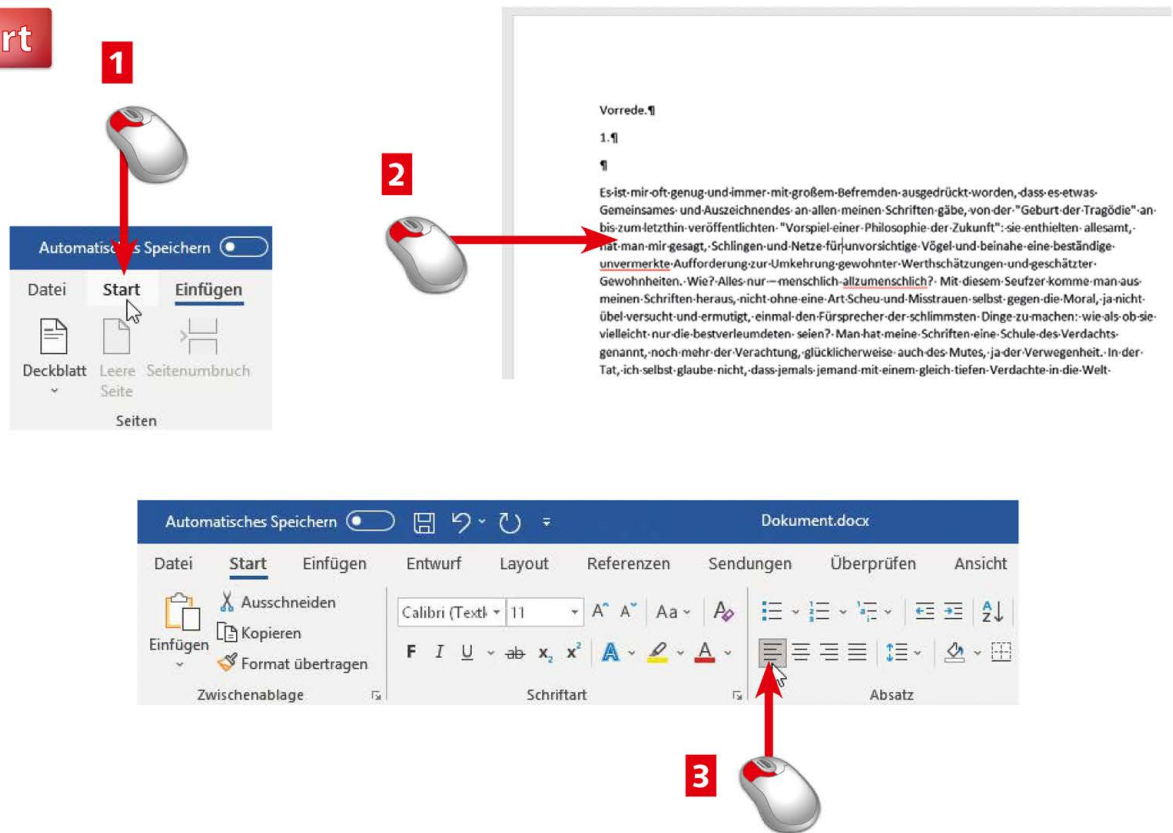 rt
1
Automatisches Speichern
Datei Start Einfügen
Deckblatt Leere Seite Seitenumbruch
Seiten
2
Vorrede.¶
1.¶
¶
Es·ist·mir·oft·genug·und·immer·mit·großem·Befremden·ausgedrückt·worden,·dass·es·etwas·
Gemeinsames·und·Auszeichnendes·an·allen·meinen·Schriften·gäbe,·von·der·"Geburt·der·Tragödie"·an·
bis·zum·letzthin·veröffentlichten·"Vorspiel·einer·Philosophie·der·Zukunft":·sie·enthielten·allesamt,·
hat·man·mir·gesagt,·Schlingen·und·Netze·für·unvorsichtige·Vögel·und·beinahe·eine·beständige·
unvermerkte·Aufforderung·zur·Umkehrung·gewohnter·Werthschätzungen·und·geschätzter·
Gewohnheiten.·Wie?·Alles·nur·–·menschlich·allzumenschlich?·Mit·diesem·Seufzer·komme·man·aus·
meinen·Schriften·heraus,·nicht·ohne·eine·Art·Scheu·und·Misstrauen·selbst·gegen·die·Moral,·ja·nicht·
übel·versucht·und·ermutigt,·einmal·den·Fürsprecher·der·schlimmsten·Dinge·zu·machen:·wie·als·ob·sie·
vielleicht·nur·die·bestverleumdeten·seien?·Man·hat·meine·Schriften·eine·Schule·des·Verdachts·
genannt,·noch·mehr·der·Verachtung,·glücklicherweise·auch·des·Mutes,·ja·der·Verwegenheit.·In·der·
Tat,·ich·selbst·glaube·nicht,·dass·jemals·jemand·mit·einem·gleich·tiefen·Verdachte·in·die·Welt·
Automatisches Speichern Dokument.docx
Datei Start Einfügen Entwurf Layout Referenzen Sendungen Überprüfen Ansicht
Einfügen
Ausschneiden
Kopieren
Format übertragen
Zwischenablage
Calibri (Textk 11 A A Aa A
F I U ab x₂ x² A A
Schriftart
Absatz
3